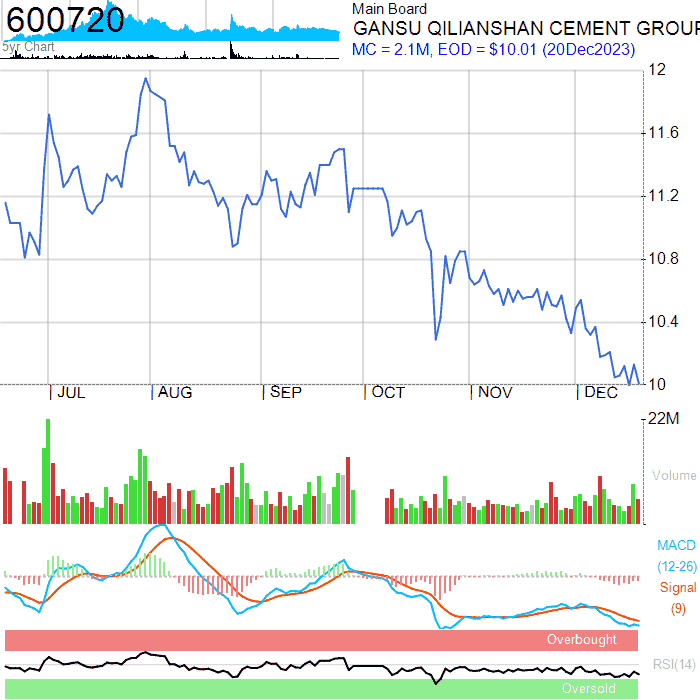 600720
5yr Chart
Main Board
GANSU QILIANSHAN CEMENT GROUP
MC = 2.1M, EOD = $10.01 (20Dec2023)
12
11.6
11.2
10.8
10.4
10
JUL
AUG
SEP
OCT
NOV
DEC
22M
Volume
MACD
(12-26)
Signal
(9)
Overbought
RSI(14)
Oversold